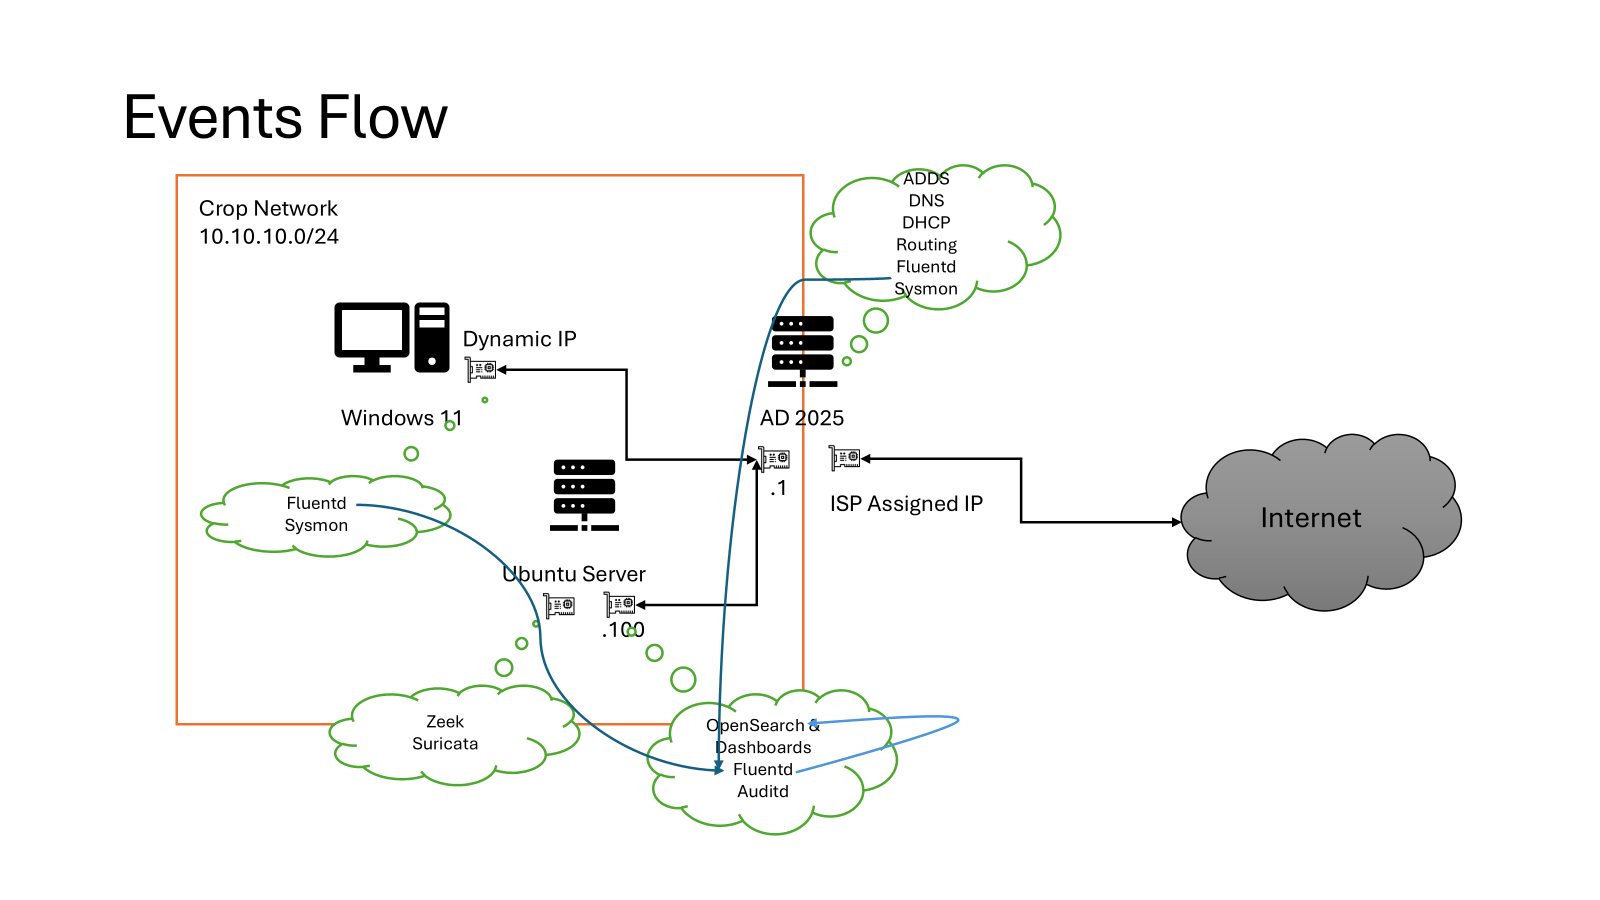 Events Flow
Crop Network
10.10.10.0/24
ADDS
DNS
DHCP
Routing
Fluentd
Sysmon
Dynamic IP
Windows 11
AD 2025
.1
ISP Assigned IP
Internet
Fluentd
Sysmon
Ubuntu Server
.100
Zeek
Suricata
OpenSearch &
Dashboards
Fluentd
Auditd